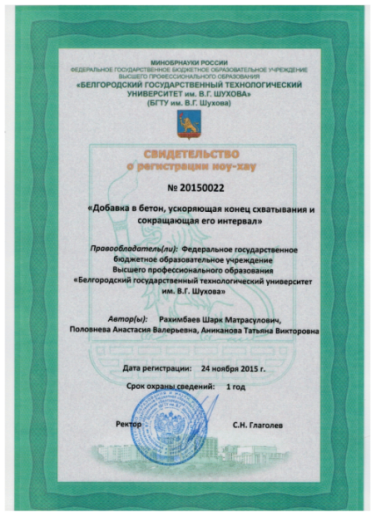 МИНОБРНАУКИ РОССИИ
ФЕДЕРАЛЬНОЕ ГОСУДАРСТВЕННОЕ БЮДЖЕТНОЕ ОБРАЗОВАТЕЛЬНОЕ УЧРЕЖДЕНИЕ
ВЫСШЕГО ПРОФЕССИОНАЛЬНОГО ОБРАЗОВАНИЯ
«БЕЛГОРОДСКИЙ ГОСУДАРСТВЕННЫЙ ТЕХНОЛОГИЧЕСКИЙ
УНИВЕРСИТЕТ им. В.Г. ШУХОВА»
(БГТУ им. В.Г. Шухова)
СВИДЕТЕЛЬСТВО
о регистрации ноу-хау
№ 20150022
«Добавка в бетон, ускоряющая конец схватывания и
сокращающая его интервал»
Правообладатель(ли): Федеральное государственное
бюджетное образовательное учреждение
Высшего профессионального образования
«Белгородский государственный технологический университет
им. В.Г. Шухова»
Автор(ы): Рахимбаев Шарк Матрасулович,
Половнева Анастасия Валерьевна, Аниканова Татьяна Викторовна
Дата регистрации: 24 ноября 2015 г.
Срок охраны сведений: 1 год
Ректор С.Н. Глаголев